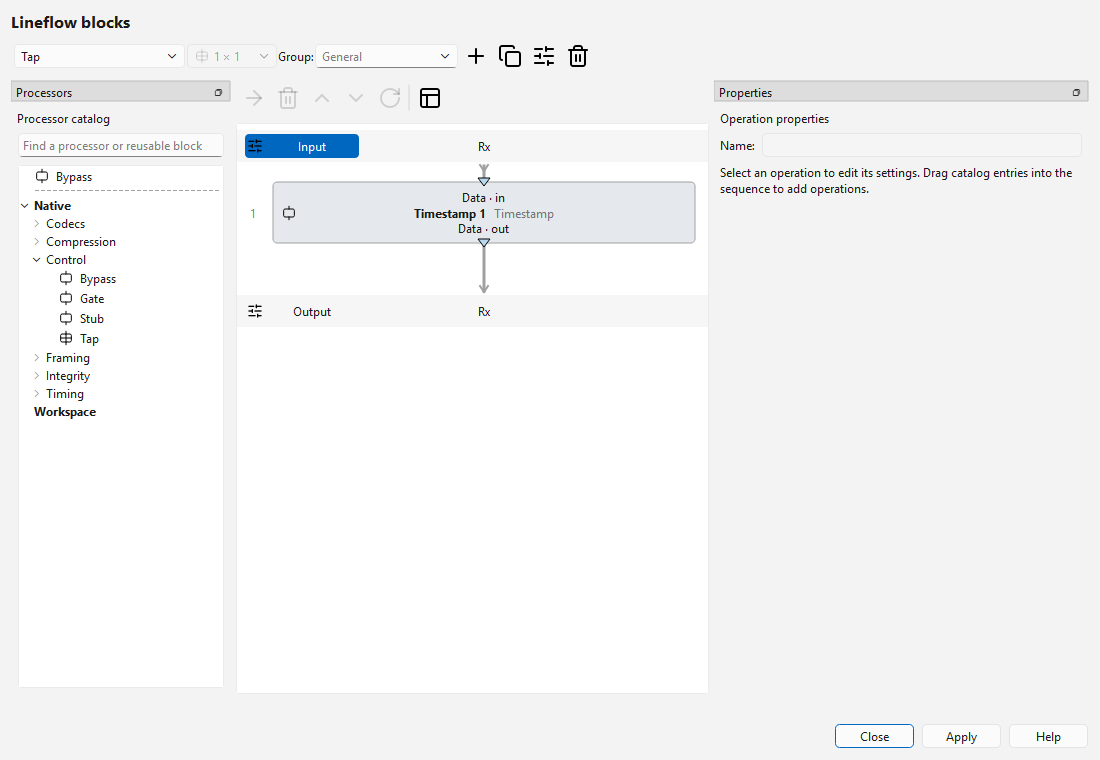 Lineflow blocks
Tap
1 × 1
Group:
General
Processors
Processor catalog
Find a processor or reusable block
Bypass
Native
Codecs
Compression
Control
Bypass
Gate
Stub
Tap
Framing
Integrity
Timing
Workspace
Input
Rx
1
Data · in
Timestamp 1 Timestamp
Data · out
Output
Rx
Properties
Operation properties
Name:
Select an operation to edit its settings. Drag catalog entries into the
sequence to add operations.
Close
Apply
Help